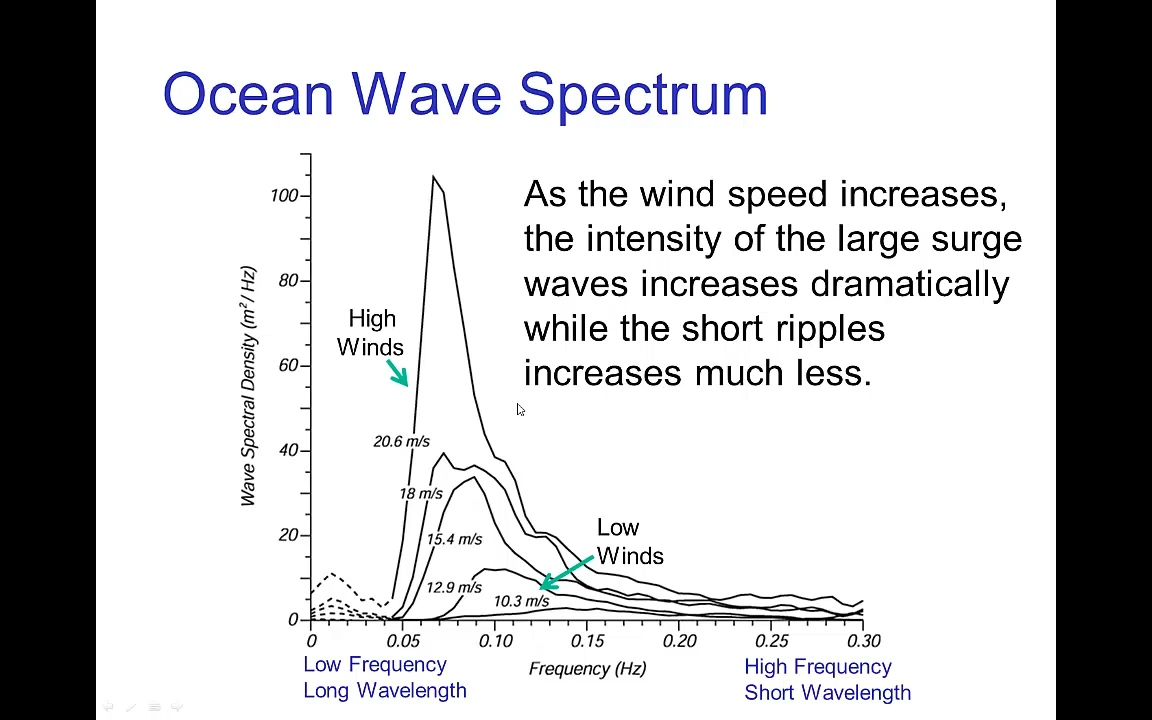 Ocean Wave Spectrum
As the wind speed increases,
the intensity of the large surge
waves increases dramatically
while the short ripples
increases much less.
Wave Spectral Density (m²/ Hz)
100
80
60
40
20
0
High
Winds
20.6 m/s
18 m/s
15.4 m/s
12.9 m/s
10.3 m/s
Low
Winds
0 0.05 0.10 0.15 0.20 0.25 0.30
Frequency (Hz)
Low Frequency
Long Wavelength
High Frequency
Short Wavelength